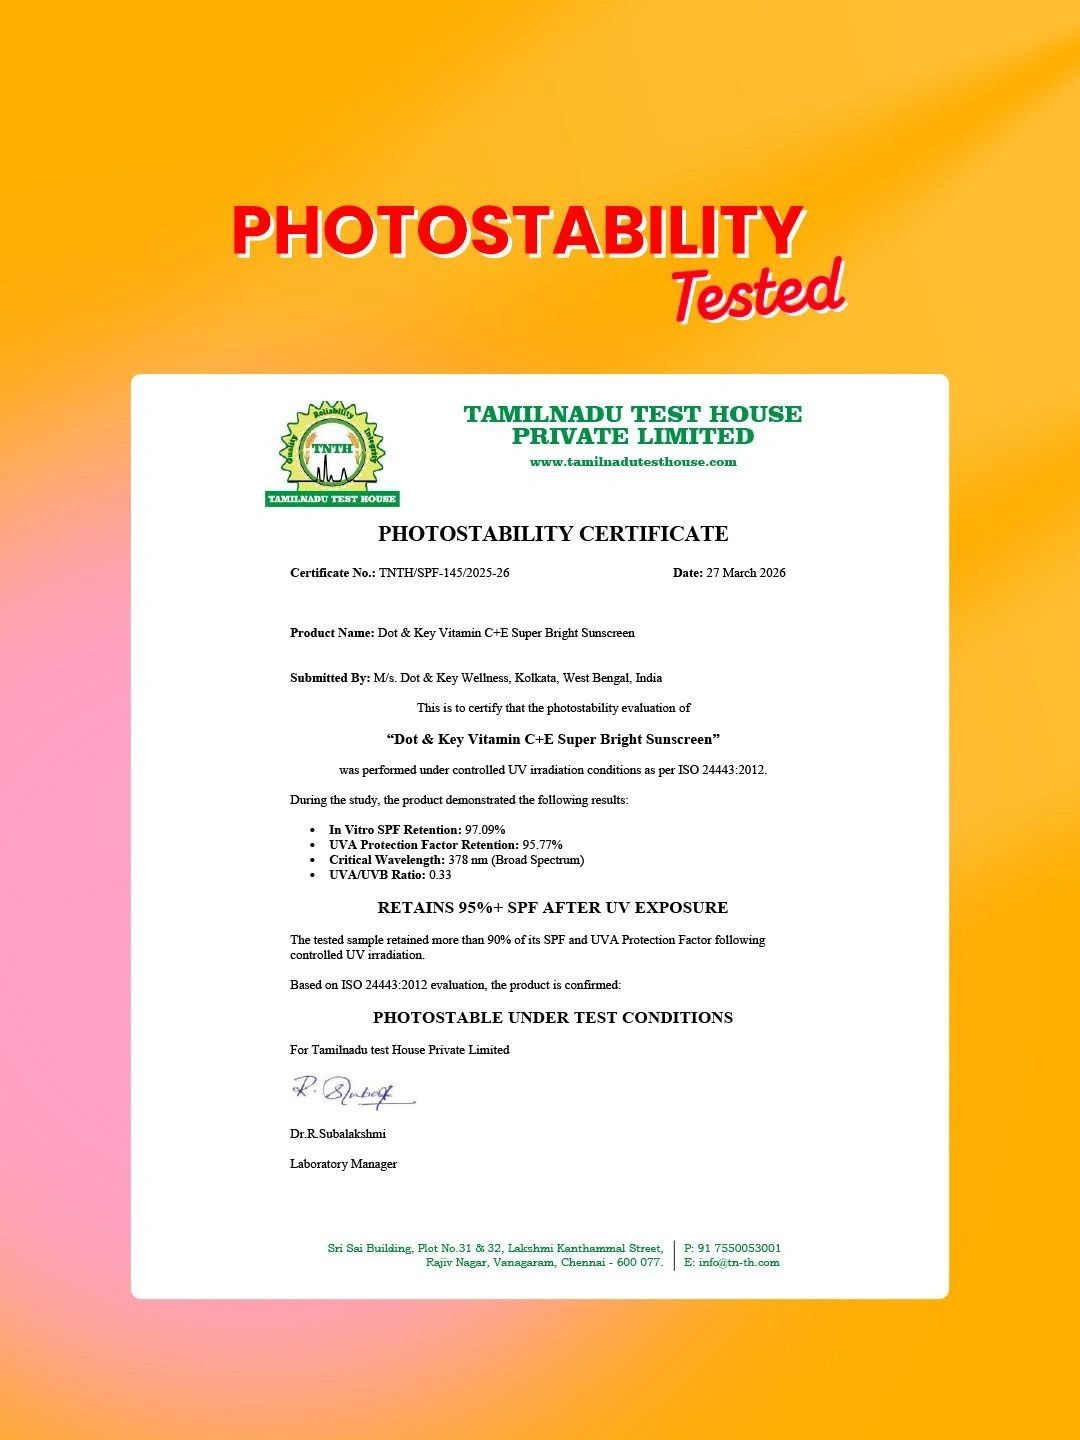 PHOTOSTABILITY
Tested
Reliability
Quality
Integrity
TNTH
TAMILNADU TEST HOUSE
TAMILNADU TEST HOUSE
PRIVATE LIMITED
www.tamilnadutesthouse.com
PHOTOSTABILITY CERTIFICATE
Certificate No.: TNTH/SPF-145/2025-26 Date: 27 March 2026
Product Name: Dot & Key Vitamin C+E Super Bright Sunscreen
Submitted By: M/s. Dot & Key Wellness, Kolkata, West Bengal, India
This is to certify that the photostability evaluation of
“Dot & Key Vitamin C+E Super Bright Sunscreen”
was performed under controlled UV irradiation conditions as per ISO 24443:2012.
During the study, the product demonstrated the following results:
• In Vitro SPF Retention: 97.09%
• UVA Protection Factor Retention: 95.77%
• Critical Wavelength: 378 nm (Broad Spectrum)
• UVA/UVB Ratio: 0.33
RETAINS 95%+ SPF AFTER UV EXPOSURE
The tested sample retained more than 90% of its SPF and UVA Protection Factor following
controlled UV irradiation.
Based on ISO 24443:2012 evaluation, the product is confirmed:
PHOTOSTABLE UNDER TEST CONDITIONS
For Tamilnadu test House Private Limited
Dr.R.Subalakshmi
Laboratory Manager
Sri Sai Building, Plot No.31 & 32, Lakshmi Kanthammal Street,
Rajiv Nagar, Vanagaram, Chennai - 600 077.
P: 91 7550053001
E: info@tn-th.com